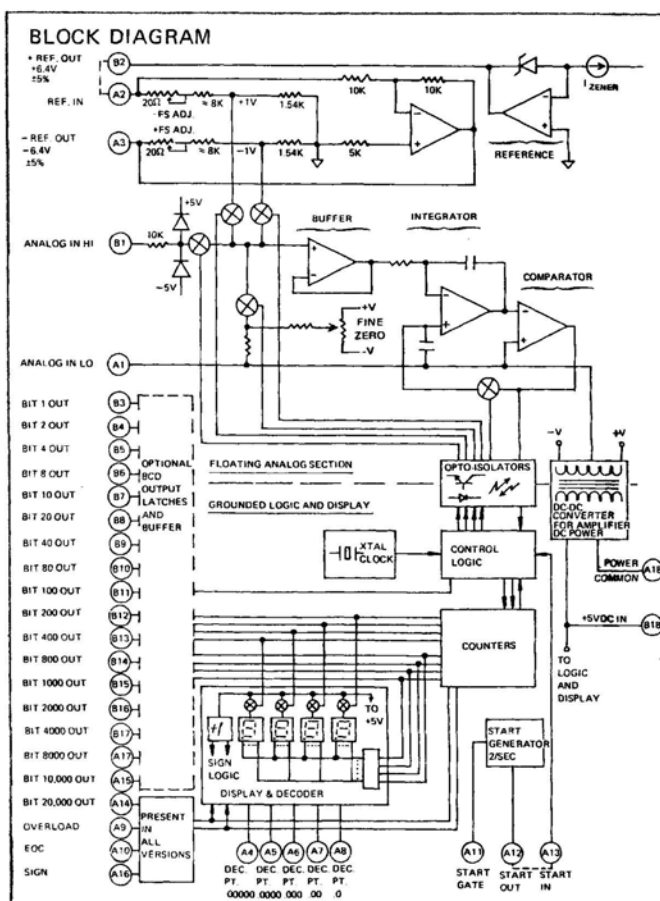 BLOCK DIAGRAM
+ REF. OUT
+6.4V
±5%
B2
REF. IN
A2
20Ω
≈ 8K
+1V
1.54K
10K
10K
-FS ADJ.
+FS ADJ.
- REF. OUT
-6.4V
±5%
A3
20Ω
≈ 8K
-1V
1.54K
5K
I ZENER
REFERENCE
+5V
ANALOG IN HI
B1
10K
-5V
BUFFER
INTEGRATOR
COMPARATOR
+V
FINE
ZERO
-V
ANALOG IN LO
A1
BIT 1 OUT B3
BIT 2 OUT B4
BIT 4 OUT B5
BIT 8 OUT B6
BIT 10 OUT B7
BIT 20 OUT B8
BIT 40 OUT B9
BIT 80 OUT B10
BIT 100 OUT B11
BIT 200 OUT B12
BIT 400 OUT B13
BIT 800 OUT B14
BIT 1000 OUT B15
BIT 2000 OUT B16
BIT 4000 OUT B17
BIT 8000 OUT A17
BIT 10,000 OUT A15
BIT 20,000 OUT A14
OVERLOAD A9
EOC A10
SIGN A16
OPTIONAL
BCD
OUTPUT
LATCHES
AND
BUFFER
PRESENT
IN
ALL
VERSIONS
FLOATING ANALOG SECTION
GROUNDED LOGIC AND DISPLAY
OPTO-ISOLATORS
-V
+V
DC-DC
CONVERTER
FOR AMPLIFIER
DC POWER
XTAL
CLOCK
CONTROL
LOGIC
POWER
COMMON
A18
COUNTERS
+5VDC IN
B18
TO
LOGIC
AND
DISPLAY
TO
+5V
+1
SIGN
LOGIC
DISPLAY & DECODER
START
GENERATOR
2/SEC
A4 A5 A6 A7 A8
DEC. DEC. DEC. DEC. DEC.
PT. PT. PT. PT. PT.
.00000 .0000 .000 .00 .0
A11 A12 A13
START
GATE
START
OUT
START
IN